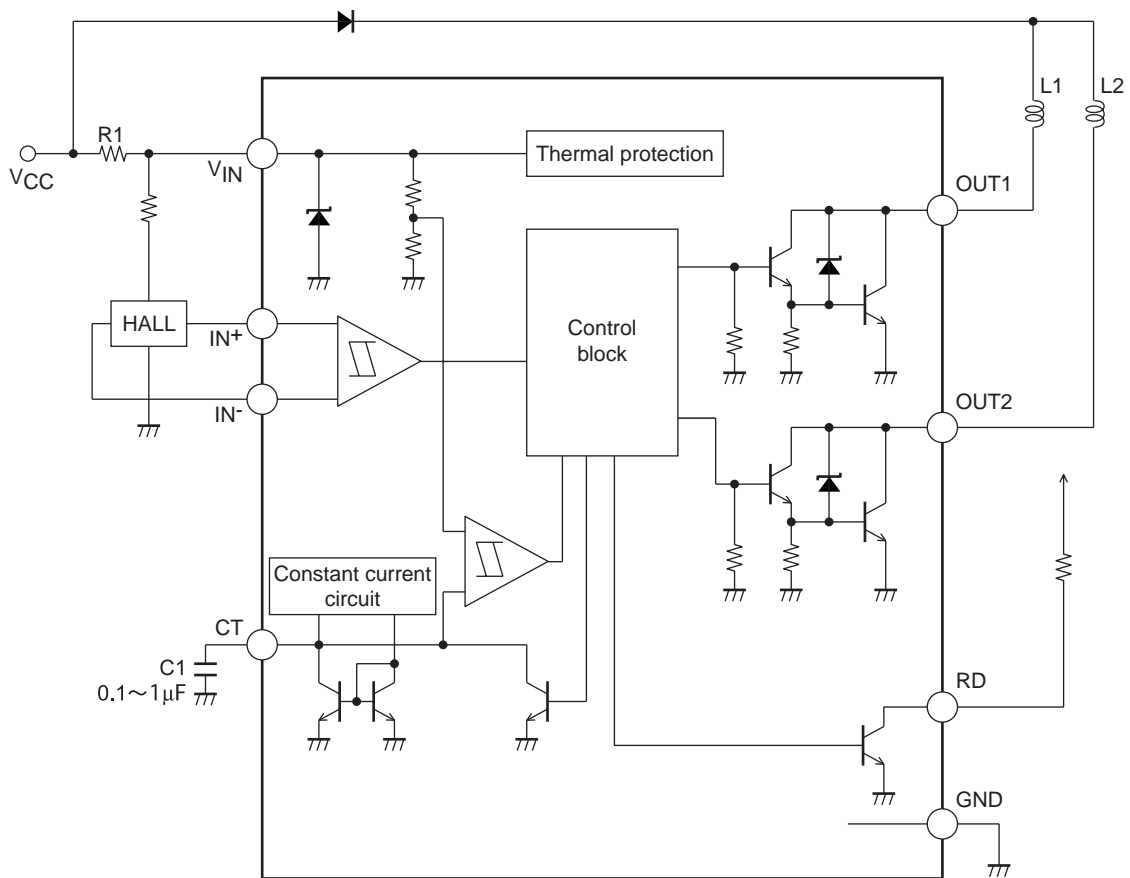 L1
L2
R1
VCC
VIN
Thermal protection
OUT1
HALL
IN+
IN-
Control
block
OUT2
Constant current
circuit
CT
C1
0.1～1μF
RD
GND